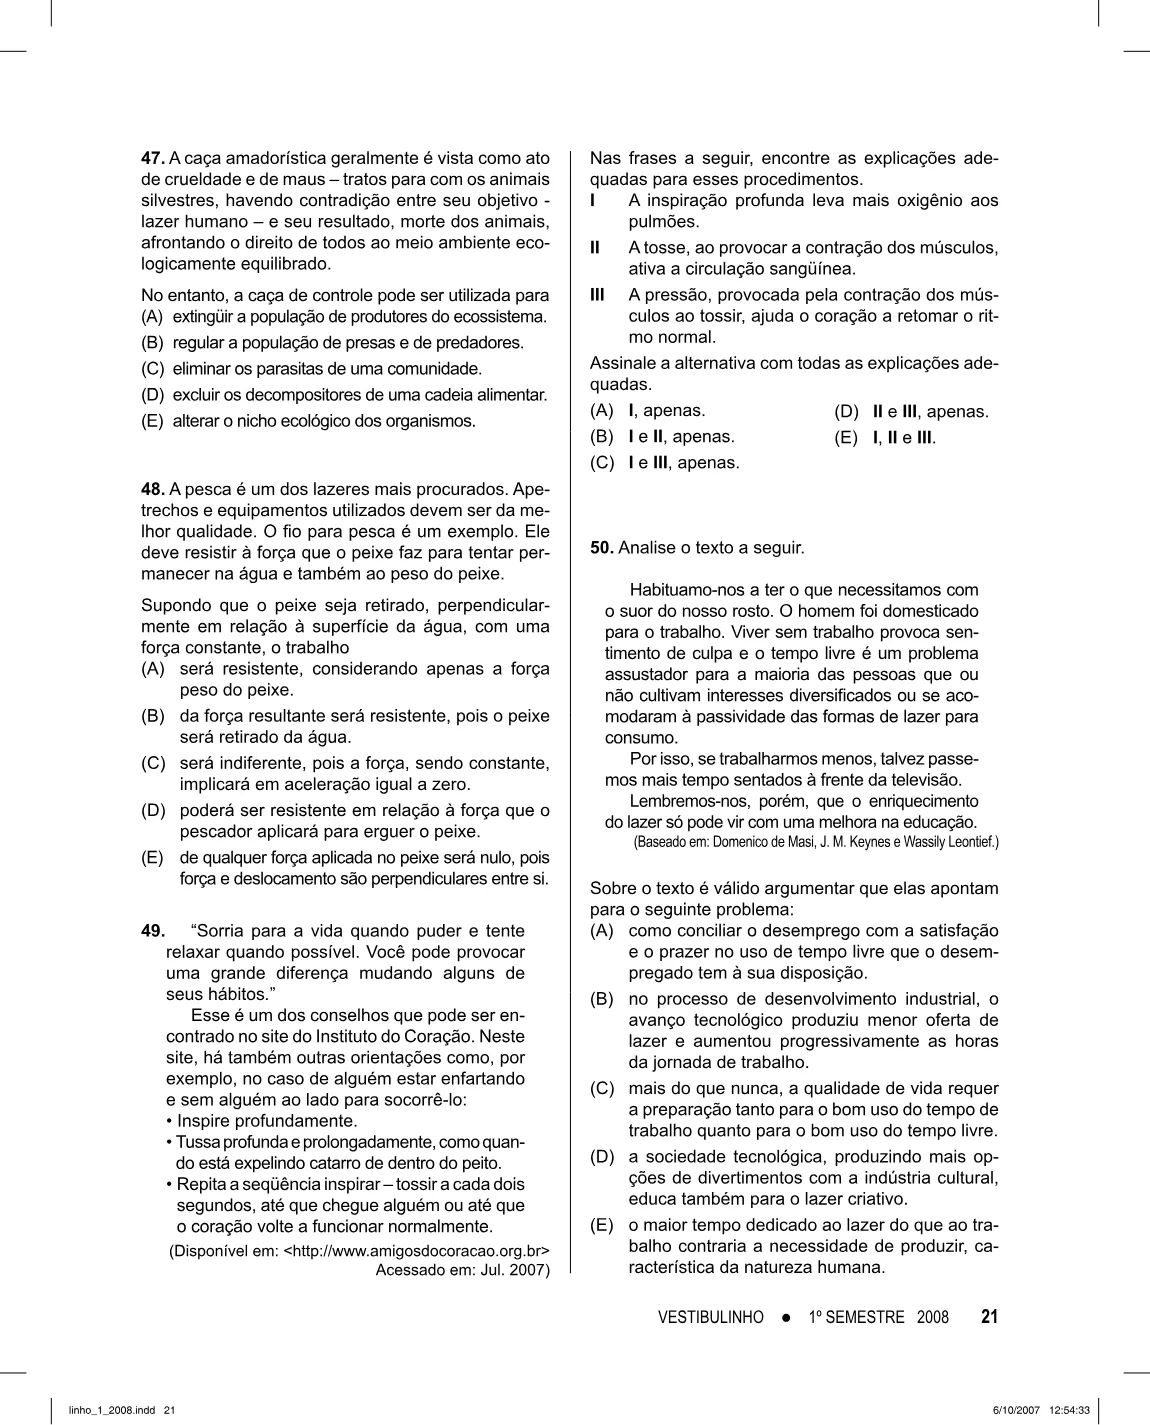 47. A caça amadorística geralmente é vista como ato
de crueldade e de maus – tratos para com os animais
silvestres, havendo contradição entre seu objetivo -
lazer humano – e seu resultado, morte dos animais,
afrontando o direito de todos ao meio ambiente eco-
logicamente equilibrado.
No entanto, a caça de controle pode ser utilizada para
(A) extingüir a população de produtores do ecossistema.
(B) regular a população de presas e de predadores.
(C) eliminar os parasitas de uma comunidade.
(D) excluir os decompositores de uma cadeia alimentar.
(E) alterar o nicho ecológico dos organismos.
48. A pesca é um dos lazeres mais procurados. Ape-
trechos e equipamentos utilizados devem ser da me-
lhor qualidade. O fio para pesca é um exemplo. Ele
deve resistir à força que o peixe faz para tentar per-
manecer na água e também ao peso do peixe.
Supondo que o peixe seja retirado, perpendicular-
mente em relação à superfície da água, com uma
força constante, o trabalho
(A) será resistente, considerando apenas a força
peso do peixe.
(B) da força resultante será resistente, pois o peixe
será retirado da água.
(C) será indiferente, pois a força, sendo constante,
implicará em aceleração igual a zero.
(D) poderá ser resistente em relação à força que o
pescador aplicará para erguer o peixe.
(E) de qualquer força aplicada no peixe será nulo, pois
força e deslocamento são perpendiculares entre si.
49. “Sorria para a vida quando puder e tente
relaxar quando possível. Você pode provocar
uma grande diferença mudando alguns de
seus hábitos.”
Esse é um dos conselhos que pode ser en-
contrado no site do Instituto do Coração. Neste
site, há também outras orientações como, por
exemplo, no caso de alguém estar enfartando
e sem alguém ao lado para socorrê-lo:
• Inspire profundamente.
• Tussa profunda e prolongadamente, como quan-
do está expelindo catarro de dentro do peito.
• Repita a seqüência inspirar – tossir a cada dois
segundos, até que chegue alguém ou até que
o coração volte a funcionar normalmente.
(Disponível em: <http://www.amigosdocoracao.org.br>
Acessado em: Jul. 2007)
Nas frases a seguir, encontre as explicações ade-
quadas para esses procedimentos.
I A inspiração profunda leva mais oxigênio aos
pulmões.
II A tosse, ao provocar a contração dos músculos,
ativa a circulação sangüínea.
III A pressão, provocada pela contração dos mús-
culos ao tossir, ajuda o coração a retomar o rit-
mo normal.
Assinale a alternativa com todas as explicações ade-
quadas.
(A) I, apenas.
(B) I e II, apenas.
(C) I e III, apenas.
(D) II e III, apenas.
(E) I, II e III.
50. Analise o texto a seguir.
Habituamo-nos a ter o que necessitamos com
o suor do nosso rosto. O homem foi domesticado
para o trabalho. Viver sem trabalho provoca sen-
timento de culpa e o tempo livre é um problema
assustador para a maioria das pessoas que ou
não cultivam interesses diversificados ou se aco-
modaram à passividade das formas de lazer para
consumo.
Por isso, se trabalharmos menos, talvez passe-
mos mais tempo sentados à frente da televisão.
Lembremos-nos, porém, que o enriquecimento
do lazer só pode vir com uma melhora na educação.
(Baseado em: Domenico de Masi, J. M. Keynes e Wassily Leontief.)
Sobre o texto é válido argumentar que elas apontam
para o seguinte problema:
(A) como conciliar o desemprego com a satisfação
e o prazer no uso de tempo livre que o desem-
pregado tem à sua disposição.
(B) no processo de desenvolvimento industrial, o
avanço tecnológico produziu menor oferta de
lazer e aumentou progressivamente as horas
da jornada de trabalho.
(C) mais do que nunca, a qualidade de vida requer
a preparação tanto para o bom uso do tempo de
trabalho quanto para o bom uso do tempo livre.
(D) a sociedade tecnológica, produzindo mais op-
ções de divertimentos com a indústria cultural,
educa também para o lazer criativo.
(E) o maior tempo dedicado ao lazer do que ao tra-
balho contraria a necessidade de produzir, ca-
racterística da natureza humana.
VESTIBULINHO ● 1º SEMESTRE 2008 21
linho_1_2008.indd 21 6/10/2007 12:54:33